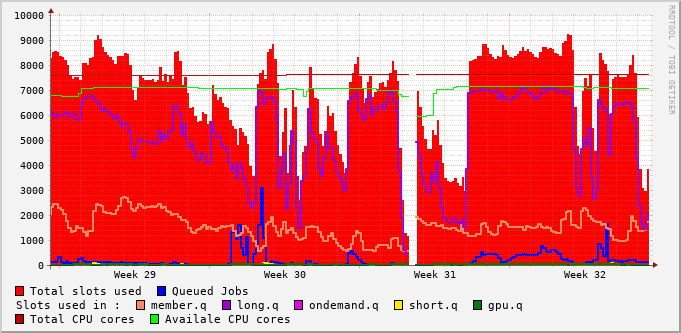 10000
9000
8000
7000
6000
5000
4000
3000
2000
1000
0
Week 29 Week 30 Week 31 Week 32
RRDTOOL / TOBI OETIKER
Total slots used Queued Jobs
Slots used in : member.q long.q ondemand.q short.q gpu.q
Total CPU cores Availale CPU cores